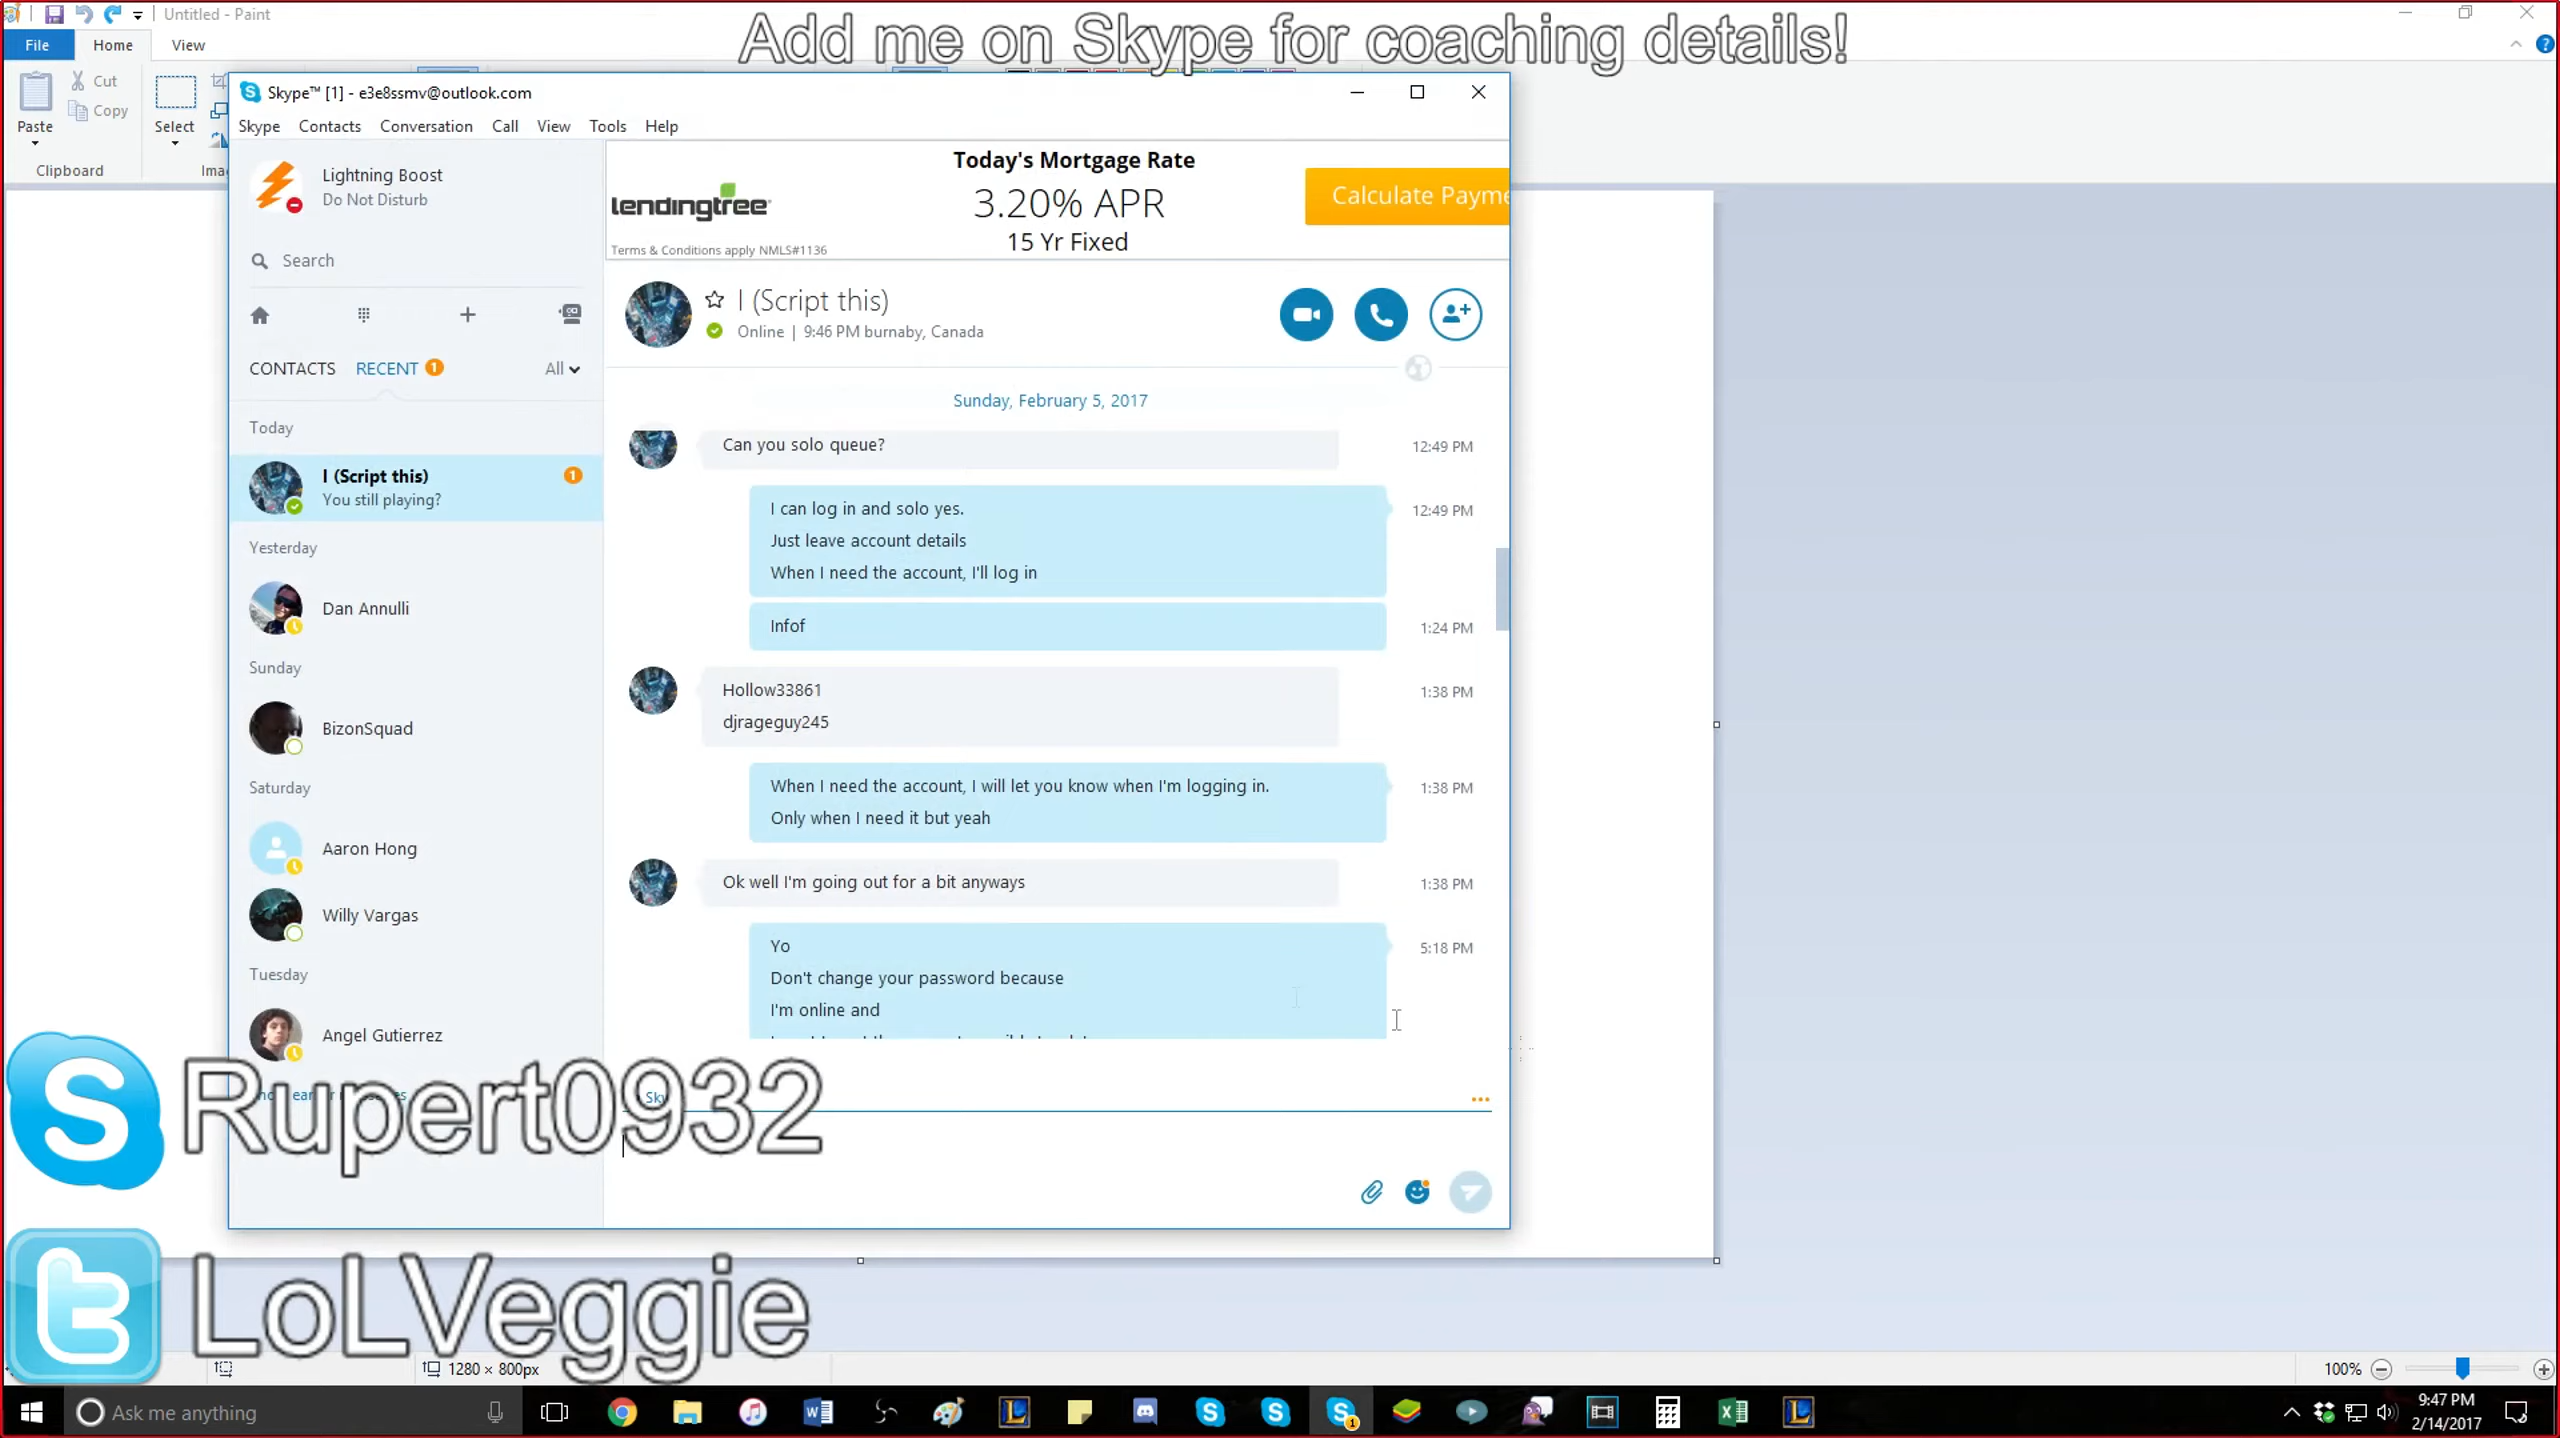 Untitled - Paint
Add me on Skype for coaching details!
File
Home
View
Cut
Copy
Paste
Select
Clipboard
Skype™ [1] - e3e8ssmv@outlook.com
Skype Contacts Conversation Call View Tools Help
Lightning Boost
Do Not Disturb
Search
CONTACTS
RECENT 1
All
Today
I (Script this) 1
You still playing?
Yesterday
Dan Annulli
Sunday
BizonSquad
Saturday
Aaron Hong
Willy Vargas
Tuesday
Angel Gutierrez
lendingtree
Terms & Conditions apply NMLS#1136
Today's Mortgage Rate
3.20% APR
15 Yr Fixed
Calculate Payme
I (Script this)
Online | 9:46 PM burnaby, Canada
Sunday, February 5, 2017
Can you solo queue? 12:49 PM
I can log in and solo yes. 12:49 PM
Just leave account details
When I need the account, I'll log in
Infof 1:24 PM
Hollow33861 1:38 PM
djrageguy245
When I need the account, I will let you know when I'm logging in. 1:38 PM
Only when I need it but yeah
Ok well I'm going out for a bit anyways 1:38 PM
Yo 5:18 PM
Don't change your password because
I'm online and
Rupert0932
LoLVeggie
1280 × 800px
100%
Ask me anything
9:47 PM
2/14/2017